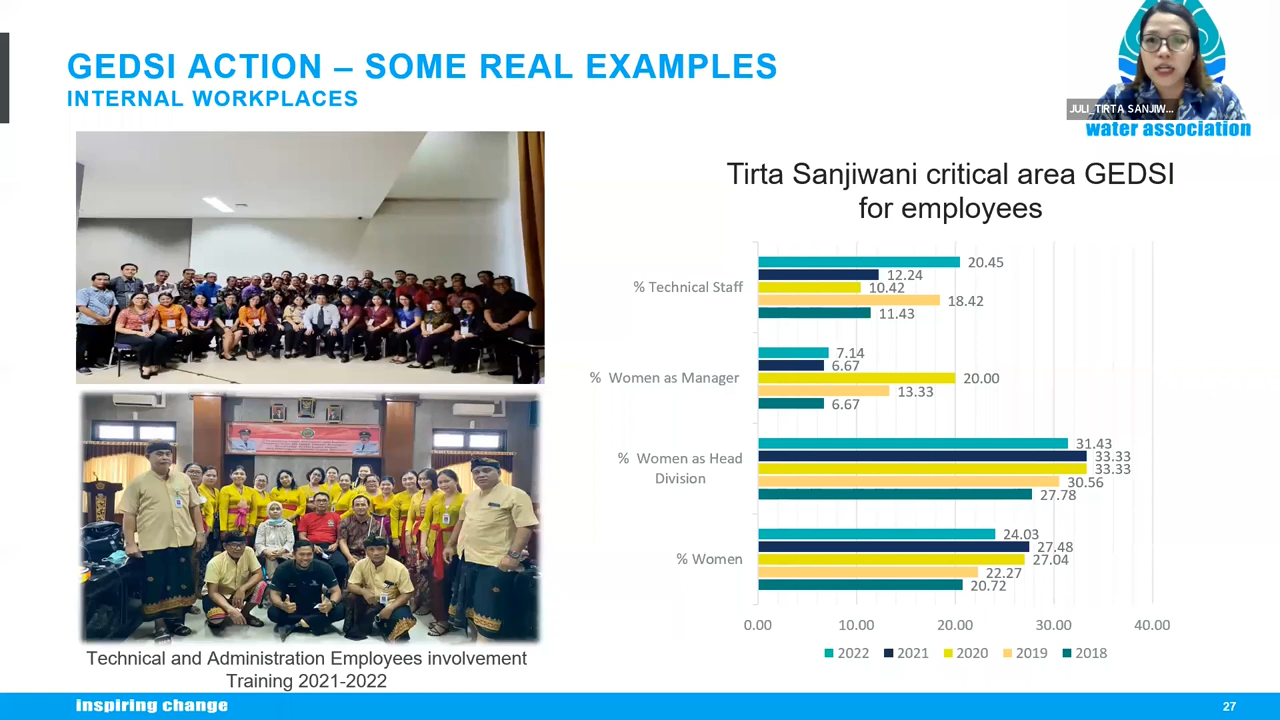 GEDSI ACTION – SOME REAL EXAMPLES
INTERNAL WORKPLACES
JULI_TIRTA SANJIW...
water association
Tirta Sanjiwani critical area GEDSI
for employees
% Technical Staff
20.45
12.24
10.42
18.42
11.43
% Women as Manager
7.14
6.67
20.00
13.33
6.67
% Women as Head
Division
31.43
33.33
33.33
30.56
27.78
% Women
24.03
27.48
27.04
22.27
20.72
0.00 10.00 20.00 30.00 40.00
2022 2021 2020 2019 2018
Technical and Administration Employees involvement
Training 2021-2022
inspiring change
27